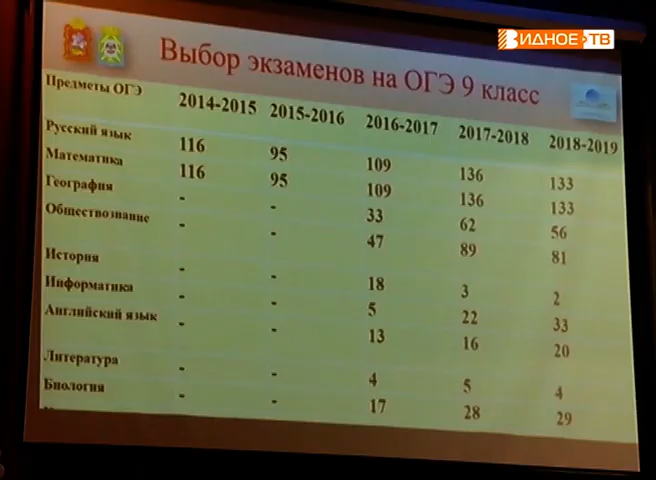 ВИДНОЕ ТВ
Выбор экзаменов на ОГЭ 9 класс
Предметы ОГЭ 2014-2015 2015-2016 2016-2017 2017-2018 2018-2019
Русский язык 116 95 109 136 133
Математика 116 95 109 136 133
География - - 33 62 56
Обществознание - - 47 89 81
История - - 18 3 2
Информатика - - 5 22 33
Английский язык - - 13 16 20
Литература - - 4 5 4
Биология - - 17 28 29